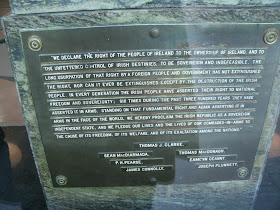 "WE DECLARE THE RIGHT OF THE PEOPLE OF IRELAND TO THE OWNERSHIP OF IRELAND, AND TO
THE UNFETTERED CONTROL OF IRISH DESTINIES, TO BE SOVEREIGN AND INDEFEASIBLE. THE
LONG USURPATION OF THAT RIGHT BY A FOREIGN PEOPLE AND GOVERNMENT HAS NOT EXTINGUISHED
THE RIGHT, NOR CAN IT EVER BE EXTINGUISHED EXCEPT BY THE DESTRUCTION OF THE IRISH
PEOPLE. IN EVERY GENERATION THE IRISH PEOPLE HAVE ASSERTED THEIR RIGHT TO NATIONAL
FREEDOM AND SOVEREIGNTY: SIX TIMES DURING THE PAST THREE HUNDRED YEARS THEY HAVE
ASSERTED IT IN ARMS. STANDING ON THAT FUNDAMENTAL RIGHT AND AGAIN ASSERTING IT IN
ARMS IN THE FACE OF THE WORLD, WE HEREBY PROCLAIM THE IRISH REPUBLIC AS A SOVEREIGN
INDEPENDENT STATE, AND WE PLEDGE OUR LIVES AND THE LIVES OF OUR COMRADES-IN-ARMS TO
THE CAUSE OF ITS FREEDOM, OF ITS WELFARE, AND OF ITS EXALTATION AMONG THE NATIONS."
THOMAS J. CLARKE,
SEAN MacDIARMADA, THOMAS MacDONAGH,
P. H. PEARSE, EAMONN CEANNT,
JAMES CONNOLLY, JOSEPH PLUNKETT.